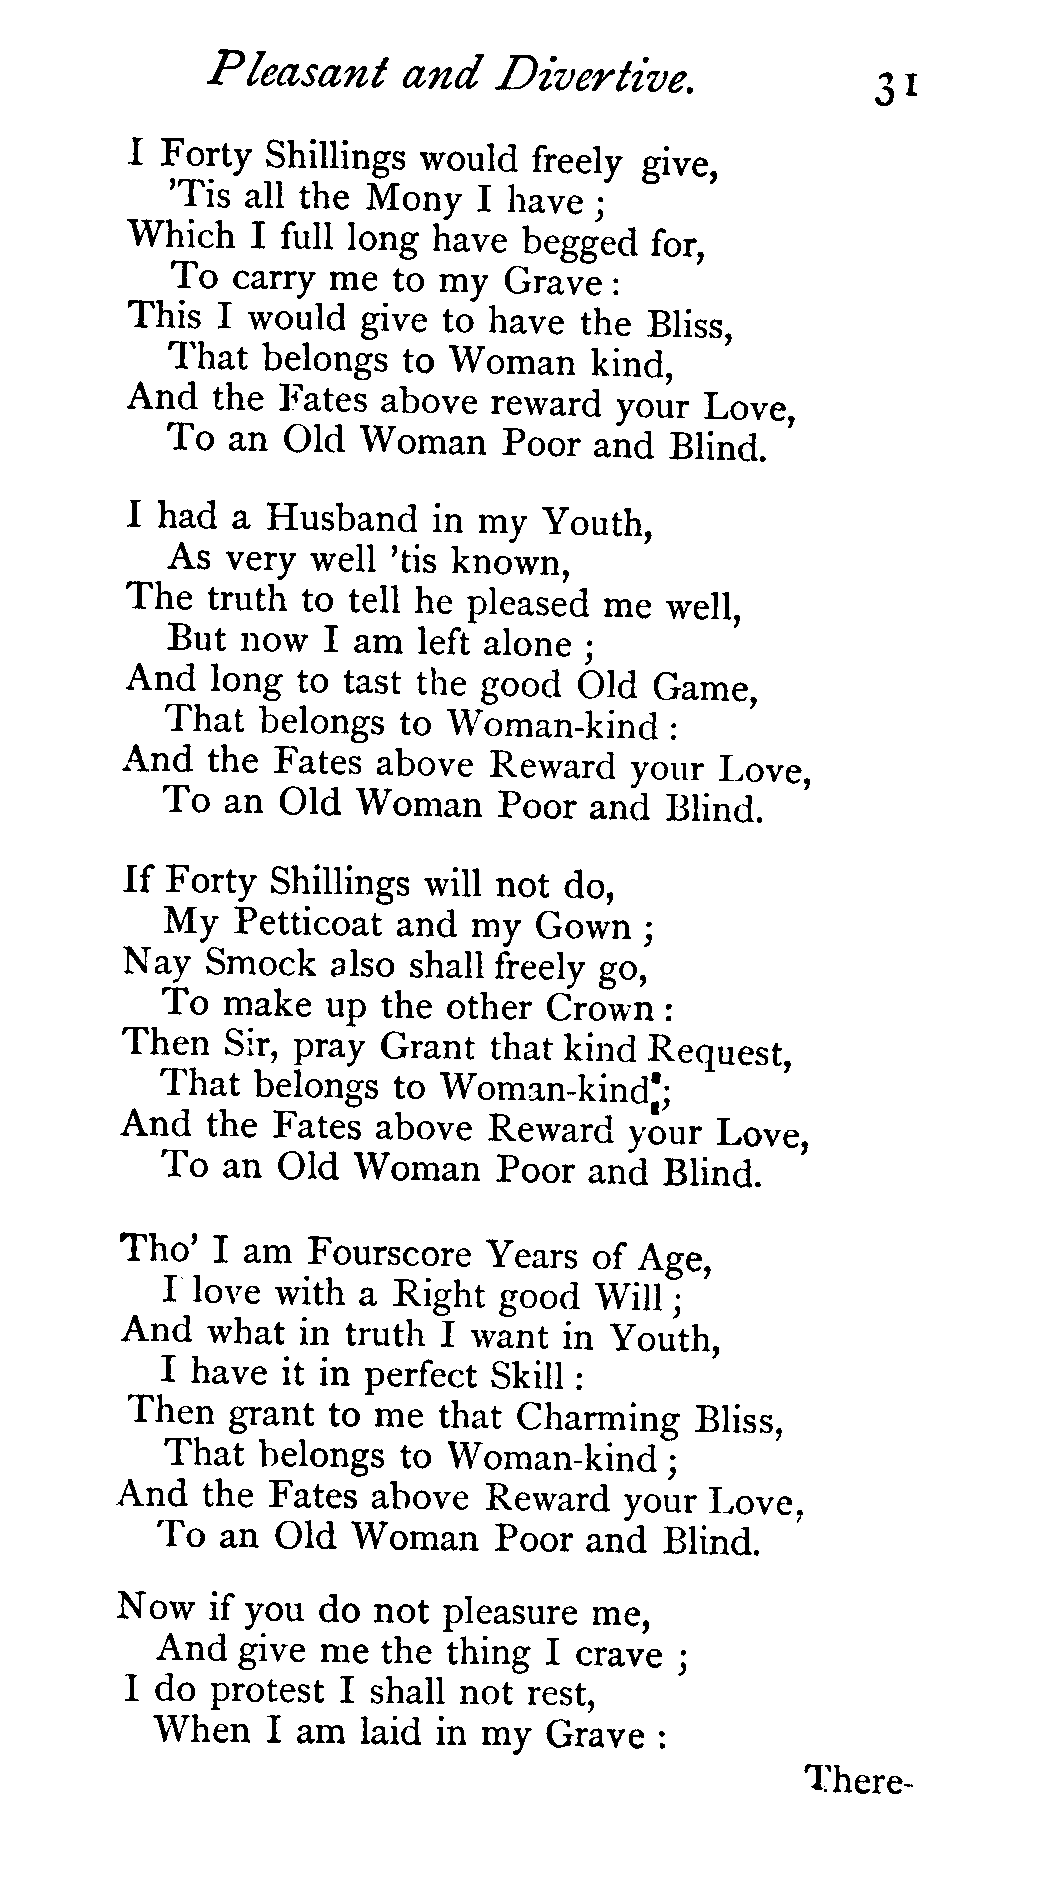 Pleasant and Divertive. 31
I Forty Shillings would freely give,
'Tis all the Mony I have ;
Which I full long have begged for,
To carry me to my Grave :
This I would give to have the Bliss,
That belongs to Woman kind,
And the Fates above reward your Love,
To an Old Woman Poor and Blind.
I had a Husband in my Youth,
As very well 'tis known,
The truth to tell he pleased me well,
But now I am left alone ;
And long to tast the good Old Game,
That belongs to Woman-kind :
And the Fates above Reward your Love,
To an Old Woman Poor and Blind.
If Forty Shillings will not do,
My Petticoat and my Gown ;
Nay Smock also shall freely go,
To make up the other Crown :
Then Sir, pray Grant that kind Request,
That belongs to Woman-kind ;
And the Fates above Reward your Love,
To an Old Woman Poor and Blind.
Tho' I am Fourscore Years of Age,
I love with a Right good Will ;
And what in truth I want in Youth,
I have it in perfect Skill :
Then grant to me that Charming Bliss,
That belongs to Woman-kind ;
And the Fates above Reward your Love,
To an Old Woman Poor and Blind.
Now if you do not pleasure me,
And give me the thing I crave ;
I do protest I shall not rest,
When I am laid in my Grave :
There-